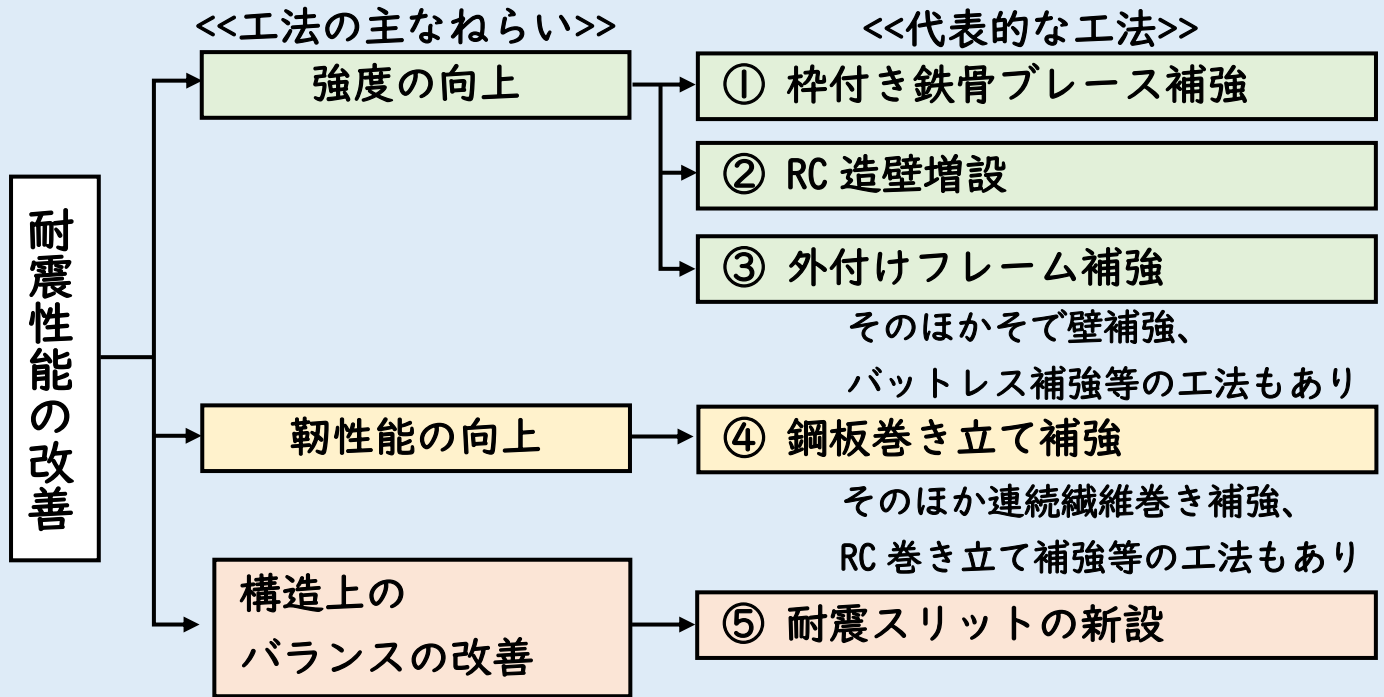 <<工法の主なねらい>>
<<代表的な工法>>
耐震性能の改善
強度の向上
① 枠付き鉄骨ブレース補強
② RC 造壁増設
③ 外付けフレーム補強
そのほかそで壁補強、
バットレス補強等の工法もあり
靭性能の向上
④ 鋼板巻き立て補強
そのほか連続繊維巻き補強、
RC 巻き立て補強等の工法もあり
構造上の
バランスの改善
⑤ 耐震スリットの新設